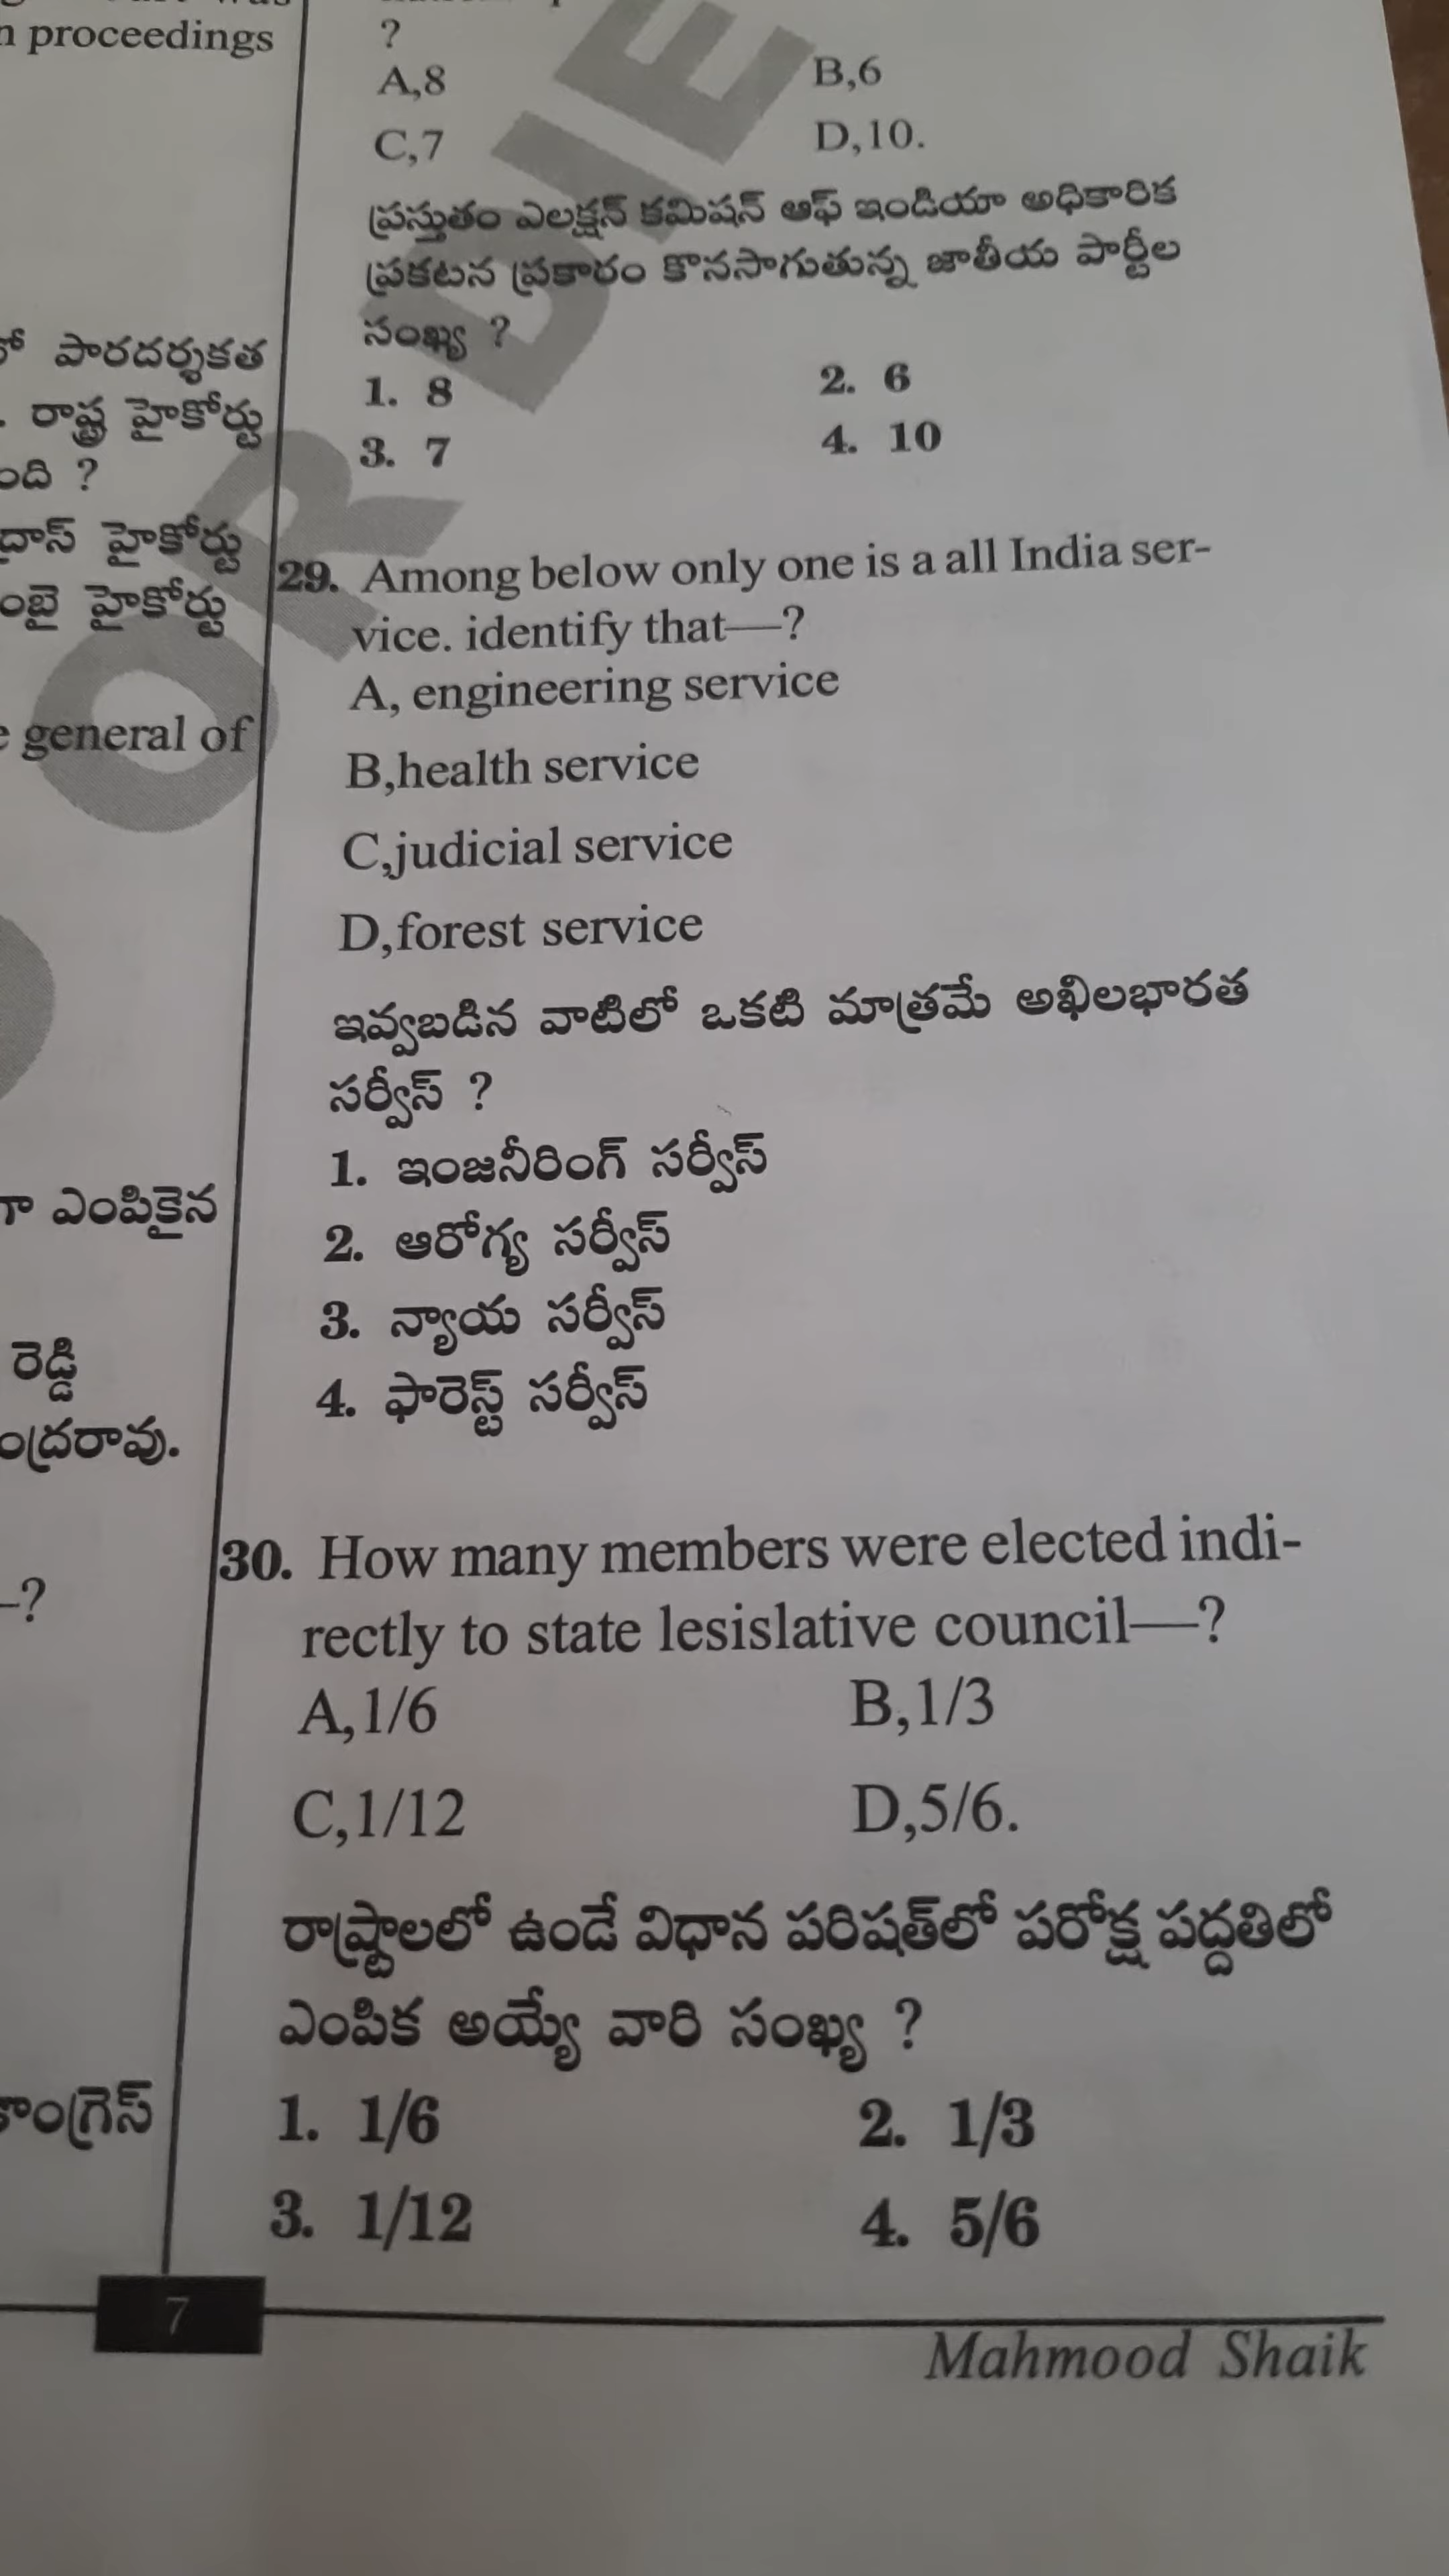 n proceedings
పారదర్శకత
. రాష్ట్ర హైకోర్టు
ంది ?
హైకోర్టు
హైకోర్టు
general of
ఎంపికైన
రెడ్డి
ంద్రరావు.
–?
కాంగ్రెస్
?
A,8 B,6
C,7 D,10.
ప్రస్తుతం ఎలక్షన్ కమిషన్ ఆఫ్ ఇండియా అధికారిక
ప్రకటన ప్రకారం కొనసాగుతున్న జాతీయ పార్టీల
సంఖ్య ?
1. 8 2. 6
3. 7 4. 10
29. Among below only one is a all India ser-
vice. identify that—?
A, engineering service
B,health service
C,judicial service
D,forest service
ఇవ్వబడిన వాటిలో ఒకటి మాత్రమే అఖిలభారత
సర్వీస్ ?
1. ఇంజనీరింగ్ సర్వీస్
2. ఆరోగ్య సర్వీస్
3. న్యాయ సర్వీస్
4. ఫారెస్ట్ సర్వీస్
30. How many members were elected indi-
rectly to state lesislative council—?
A,1/6 B,1/3
C,1/12 D,5/6.
రాష్ట్రాలలో ఉండే విధాన పరిషత్‌లో పరోక్ష పద్దతిలో
ఎంపిక అయ్యే వారి సంఖ్య ?
1. 1/6 2. 1/3
3. 1/12 4. 5/6
7
Mahmood Shaik
OR DIE